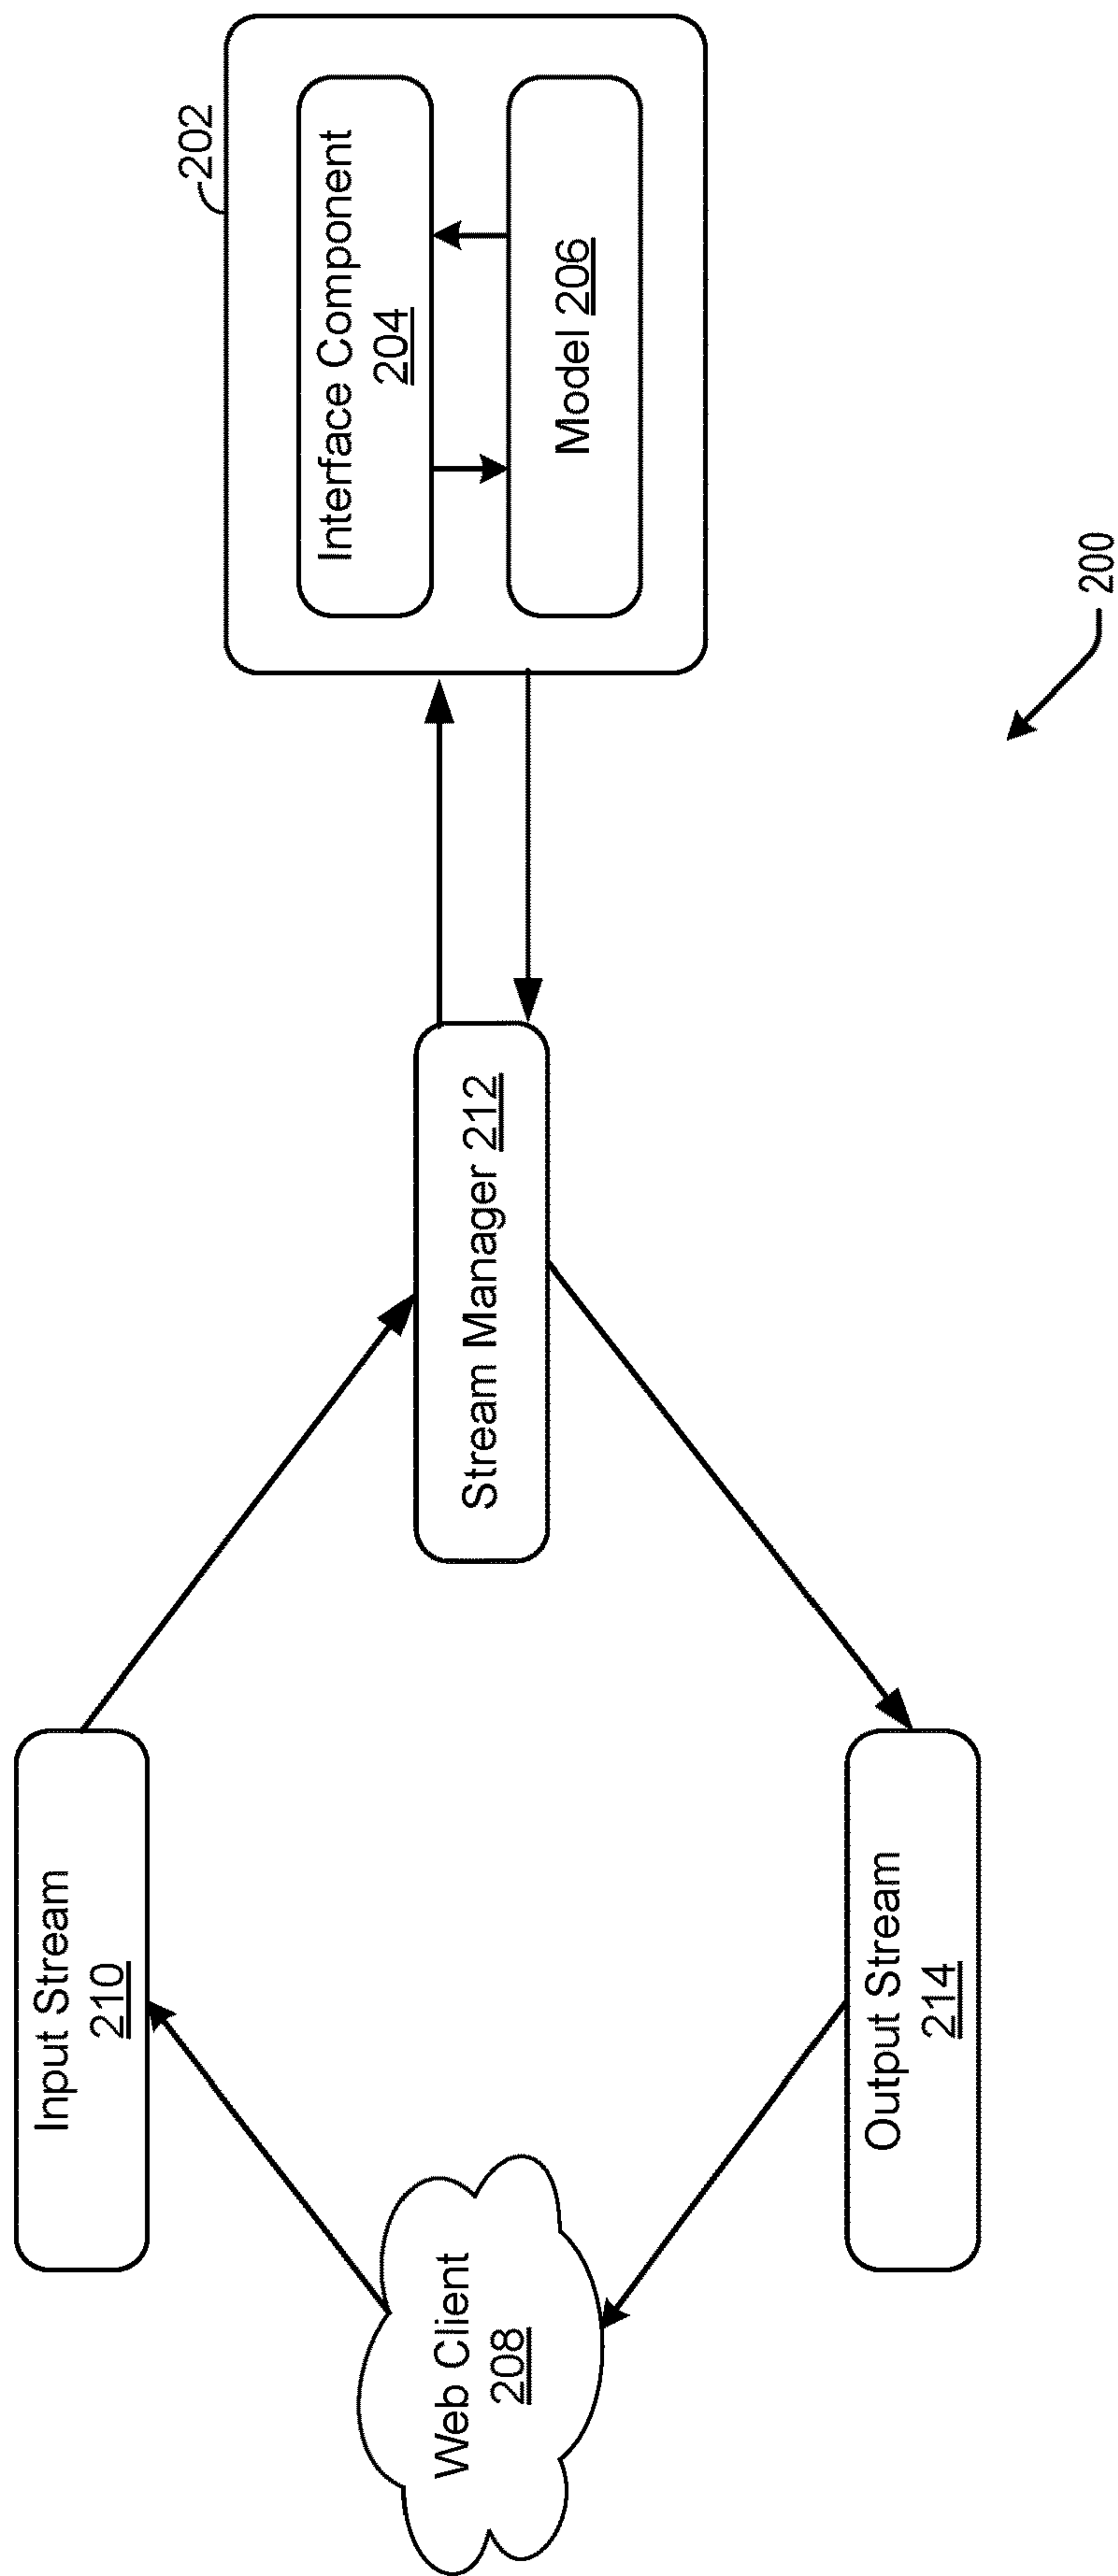 Input Stream
210
Web Client
208
Stream Manager 212
Output Stream
214
202
Interface Component
204
Model 206
200